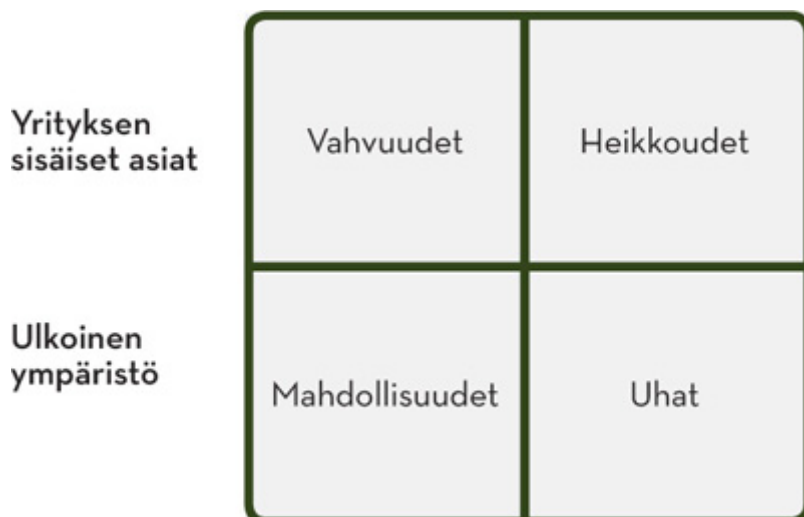 Yrityksen
sisäiset asiat
Vahvuudet
Heikkoudet
Ulkoinen
ympäristö
Mahdollisuudet
Uhat